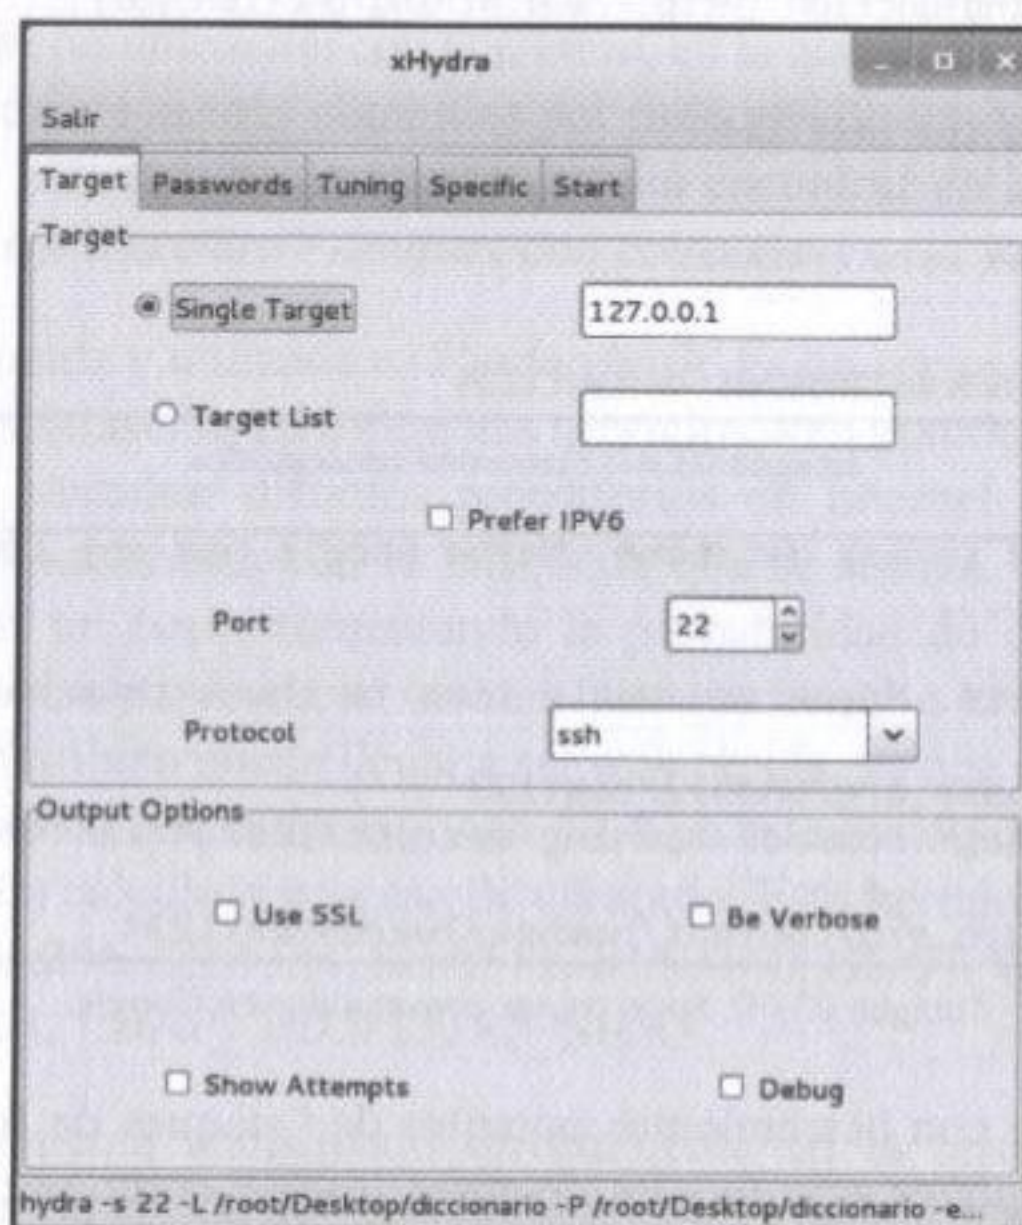 xHydra
Salir
Target Passwords Tuning Specific Start
Target
Single Target 127.0.0.1
Target List
Prefer IPV6
Port 22
Protocol ssh
Output Options
Use SSL Be Verbose
Show Attempts Debug
hydra -s 22 -L /root/Desktop/diccionario -P /root/Desktop/diccionario -e...